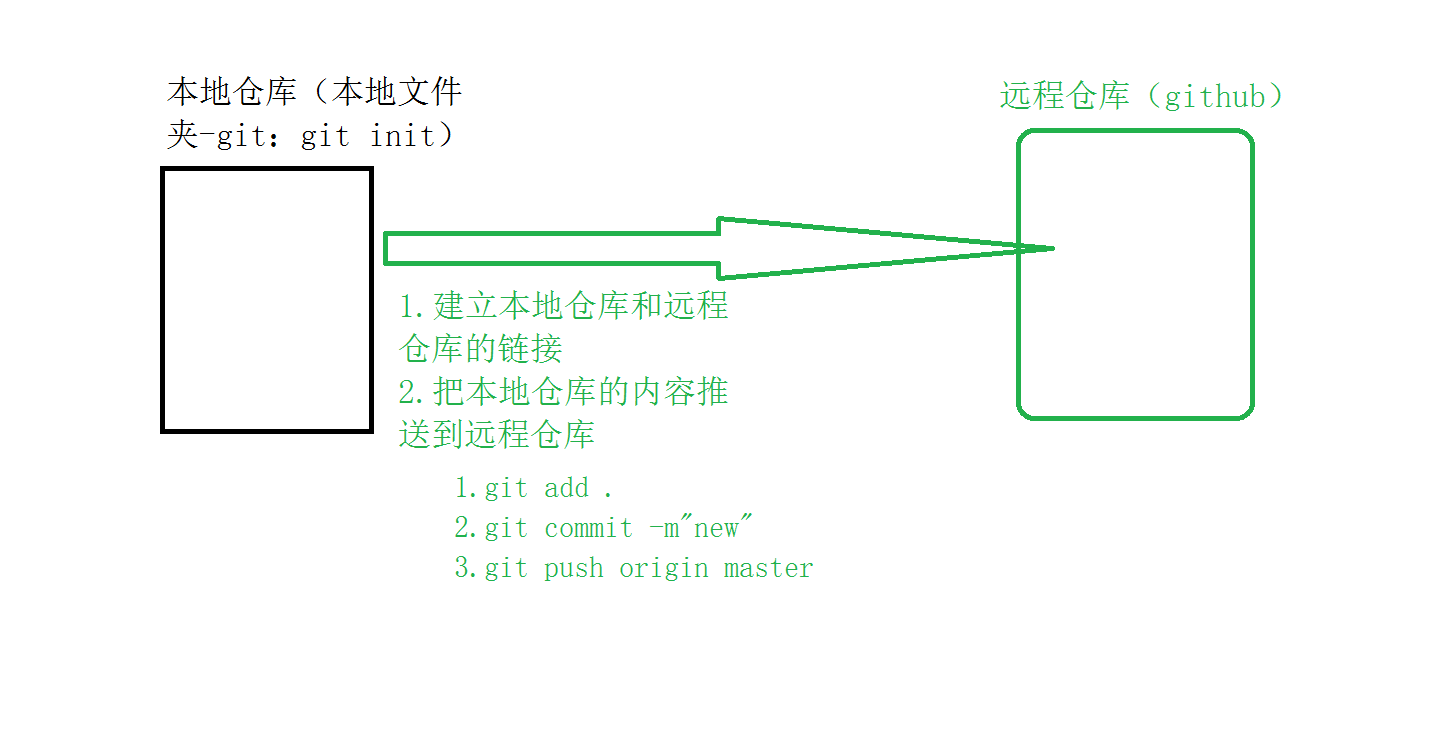 本地仓库（本地文件
夹-git：git init）
远程仓库（github）
1.建立本地仓库和远程
仓库的链接
2.把本地仓库的内容推
送到远程仓库
1.git add .
2.git commit -m"new"
3.git push origin master